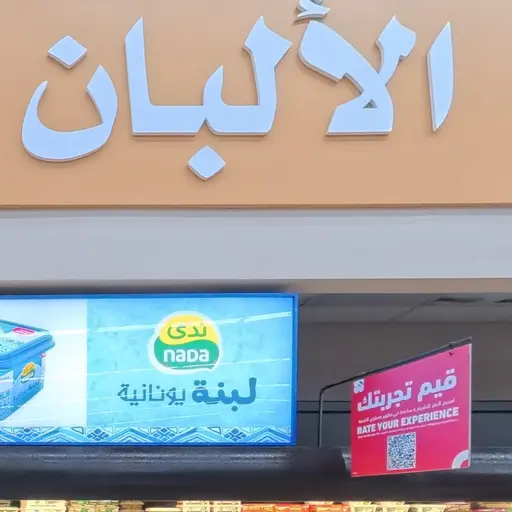 الألبان
ندى
nada
لبنة يونانية
قيم تجربتك
RATE YOUR EXPERIENCE